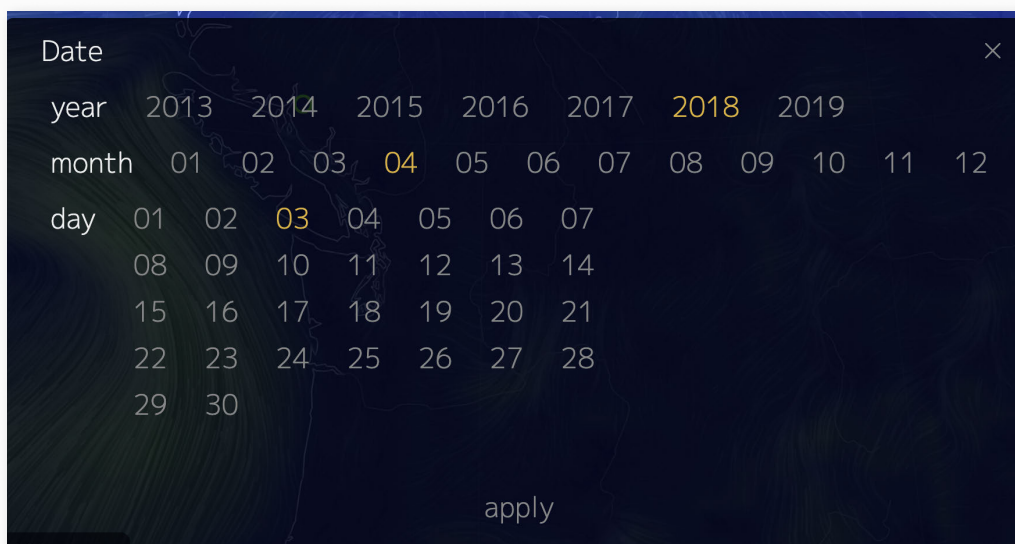 Date ×
year 2013 2014 2015 2016 2017 2018 2019
month 01 02 03 04 05 06 07 08 09 10 11 12
day 01 02 03 04 05 06 07
08 09 10 11 12 13 14
15 16 17 18 19 20 21
22 23 24 25 26 27 28
29 30
apply